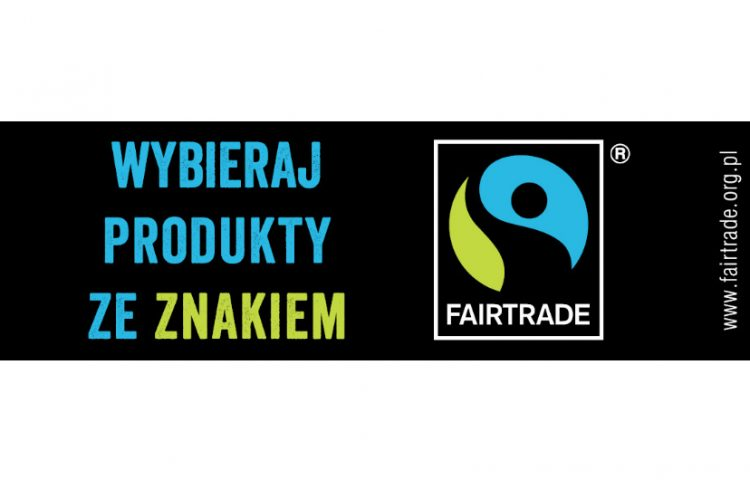 WYBIERAJ
PRODUKTY
ZE ZNAKIEM
FAIRTRADE
®
www.fairtrade.org.pl